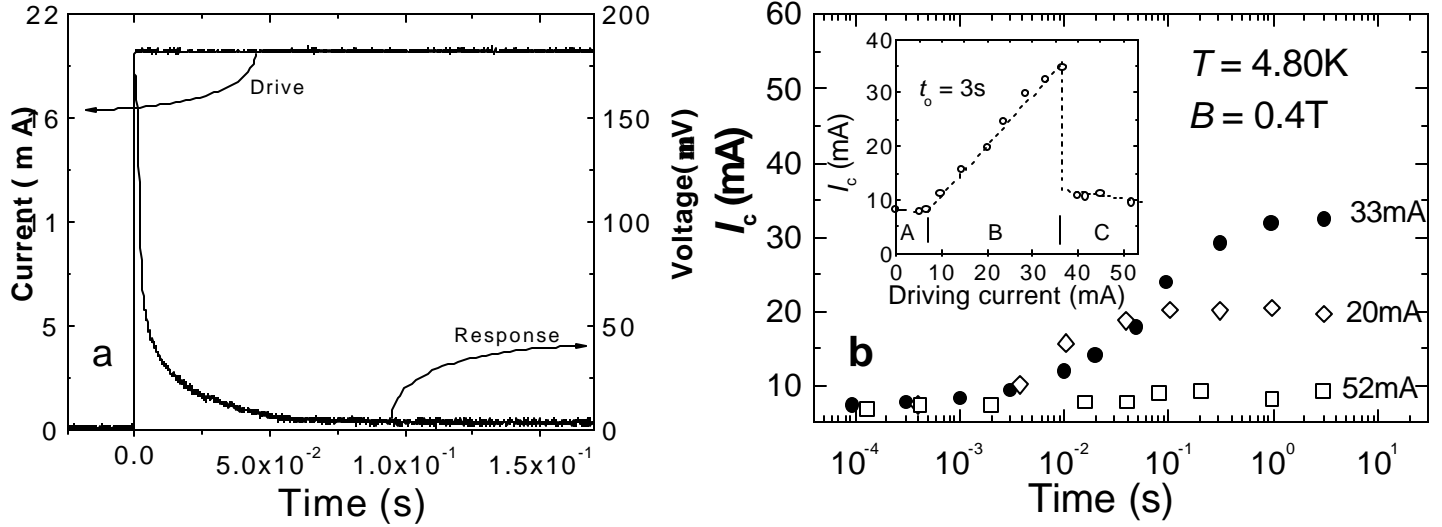 22
16
11
5
0
Current ( m A)
200
150
100
50
0
Voltage(mV)
Drive
Response
a
0.0
5.0x10⁻²
1.0x10⁻¹
1.5x10⁻¹
Time (s)
60
50
40
30
20
10
I_c (mA)
T = 4.80K
B = 0.4T
40
30
20
10
0
I_c (mA)
t_o = 3s
A
B
C
0 10 20 30 40 50
Driving current (mA)
33mA
20mA
52mA
b
10⁻⁴ 10⁻³ 10⁻² 10⁻¹ 10⁰ 10¹
Time (s)